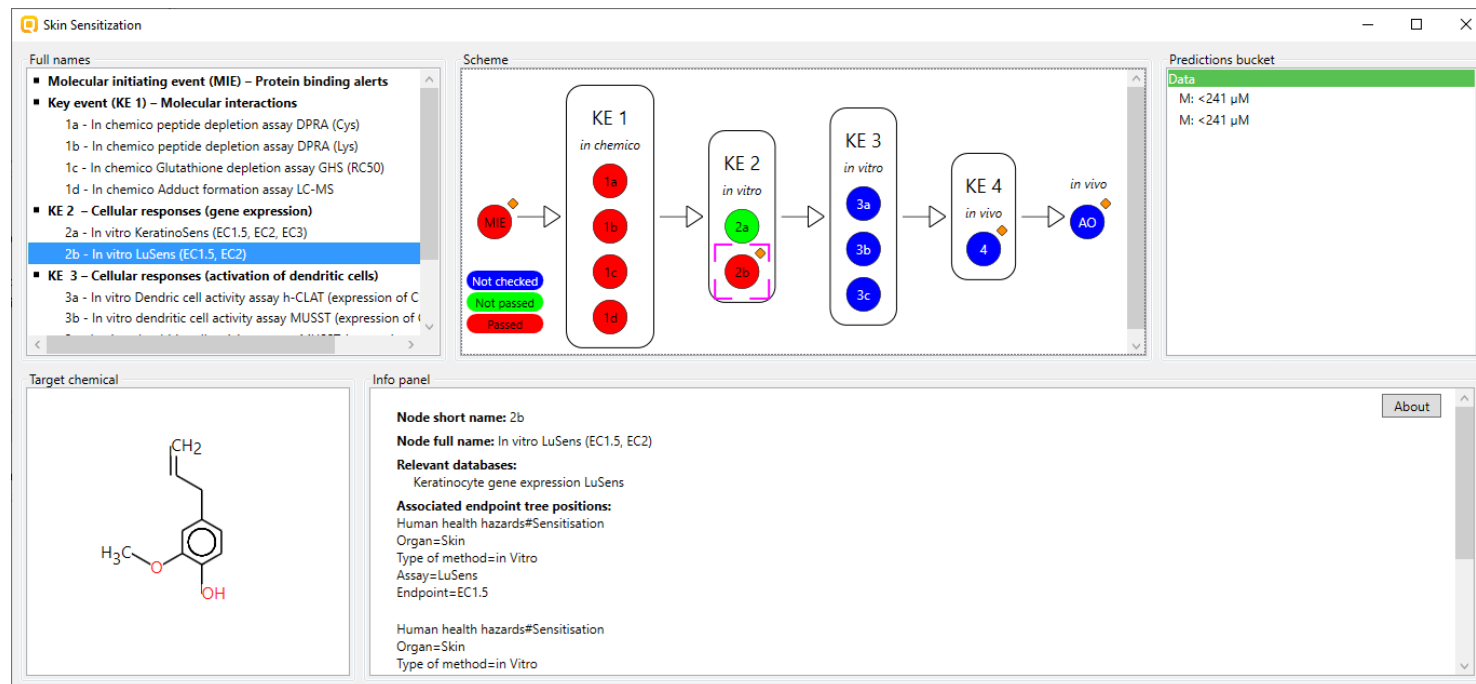 Skin Sensitization
Full names
Molecular initiating event (MIE) – Protein binding alerts
Key event (KE 1) – Molecular interactions
1a - In chemico peptide depletion assay DPRA (Cys)
1b - In chemico peptide depletion assay DPRA (Lys)
1c - In chemico Glutathione depletion assay GHS (RC50)
1d - In chemico Adduct formation assay LC-MS
KE 2 – Cellular responses (gene expression)
2a - In vitro KeratinoSens (EC1.5, EC2, EC3)
2b - In vitro LuSens (EC1.5, EC2)
KE 3 – Cellular responses (activation of dendritic cells)
3a - In vitro Dendric cell activity assay h-CLAT (expression of C
3b - In vitro dendritic cell activity assay MUSST (expression of
Scheme
MIE
KE 1
in chemico
1a
1b
1c
1d
KE 2
in vitro
2a
2b
KE 3
in vitro
3a
3b
3c
KE 4
in vivo
4
in vivo
AO
Not checked
Not passed
Passed
Predictions bucket
Data
M: <241 µM
M: <241 µM
Target chemical
CH2
H3C
O
OH
Info panel
About
Node short name: 2b
Node full name: In vitro LuSens (EC1.5, EC2)
Relevant databases:
Keratinocyte gene expression LuSens
Associated endpoint tree positions:
Human health hazards#Sensitisation
Organ=Skin
Type of method=in Vitro
Assay=LuSens
Endpoint=EC1.5
Human health hazards#Sensitisation
Organ=Skin
Type of method=in Vitro